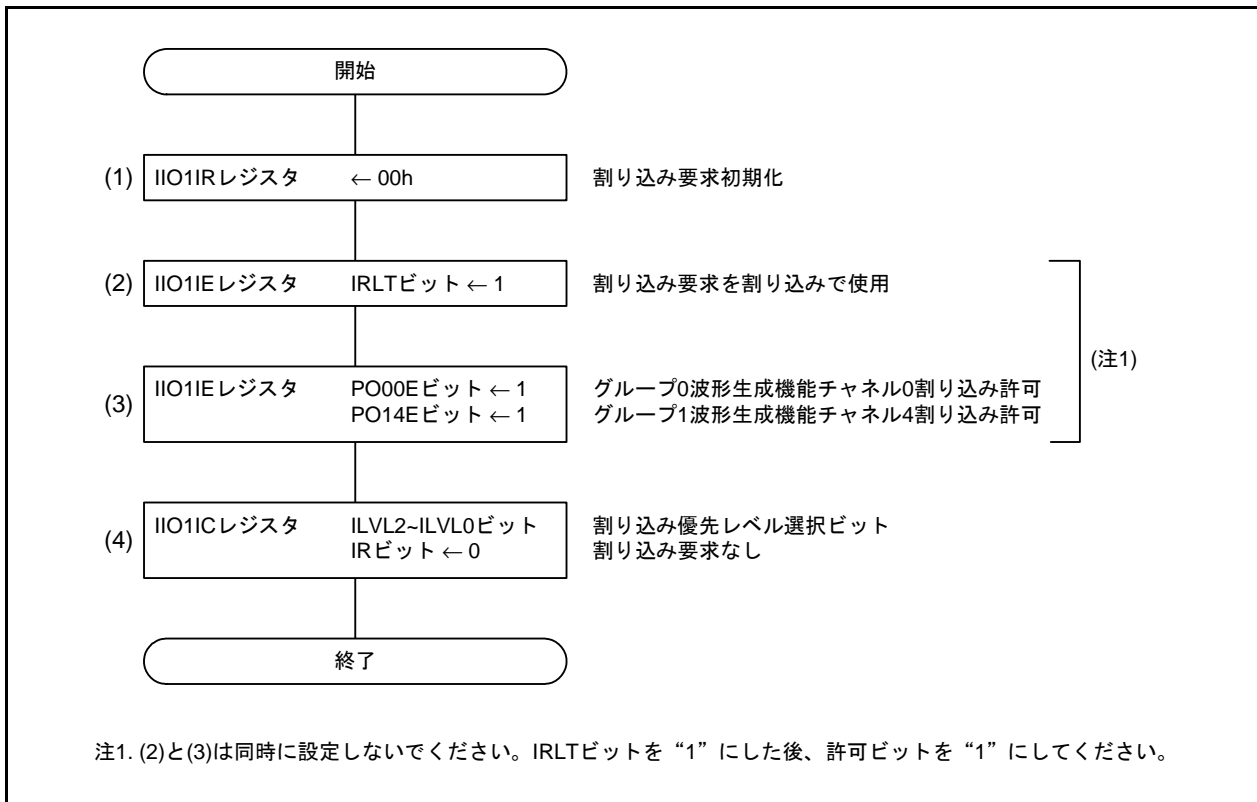 開始
(1) IIO1IRレジスタ ← 00h 割り込み要求初期化
(2) IIO1IEレジスタ IRLTビット ← 1 割り込み要求を割り込みで使用
(注1)
(3) IIO1IEレジスタ PO00Eビット ← 1 グループ0波形生成機能チャネル0割り込み許可
PO14Eビット ← 1 グループ1波形生成機能チャネル4割り込み許可
(4) IIO1ICレジスタ ILVL2~ILVL0ビット 割り込み優先レベル選択ビット
IRビット ← 0 割り込み要求なし
終了
注1. (2)と(3)は同時に設定しないでください。IRLTビットを“1”にした後、許可ビットを“1”にしてください。